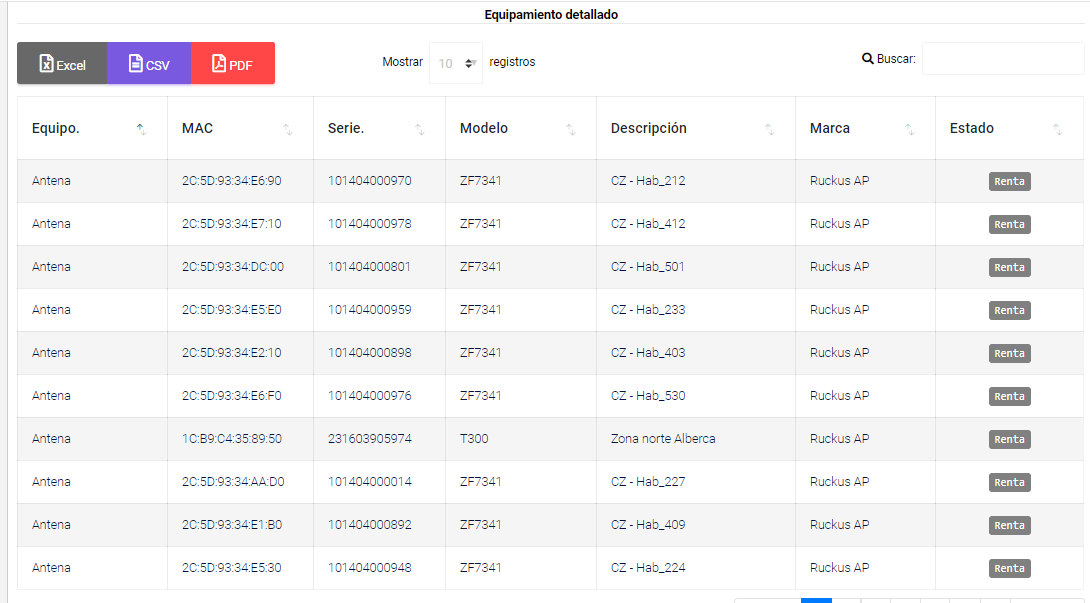 Equipamiento detallado
Excel CSV PDF Mostrar 10 registros Buscar:
Equipo. MAC Serie. Modelo Descripción Marca Estado
Antena 2C:5D:93:34:E6:90 101404000970 ZF7341 CZ - Hab_212 Ruckus AP Renta
Antena 2C:5D:93:34:E7:10 101404000978 ZF7341 CZ - Hab_412 Ruckus AP Renta
Antena 2C:5D:93:34:DC:00 101404000801 ZF7341 CZ - Hab_501 Ruckus AP Renta
Antena 2C:5D:93:34:E5:E0 101404000959 ZF7341 CZ - Hab_233 Ruckus AP Renta
Antena 2C:5D:93:34:E2:10 101404000898 ZF7341 CZ - Hab_403 Ruckus AP Renta
Antena 2C:5D:93:34:E6:F0 101404000976 ZF7341 CZ - Hab_530 Ruckus AP Renta
Antena 1C:B9:C4:35:89:50 231603905974 T300 Zona norte Alberca Ruckus AP Renta
Antena 2C:5D:93:34:AA:D0 101404000014 ZF7341 CZ - Hab_227 Ruckus AP Renta
Antena 2C:5D:93:34:E1:B0 101404000892 ZF7341 CZ - Hab_409 Ruckus AP Renta
Antena 2C:5D:93:34:E5:30 101404000948 ZF7341 CZ - Hab_224 Ruckus AP Renta